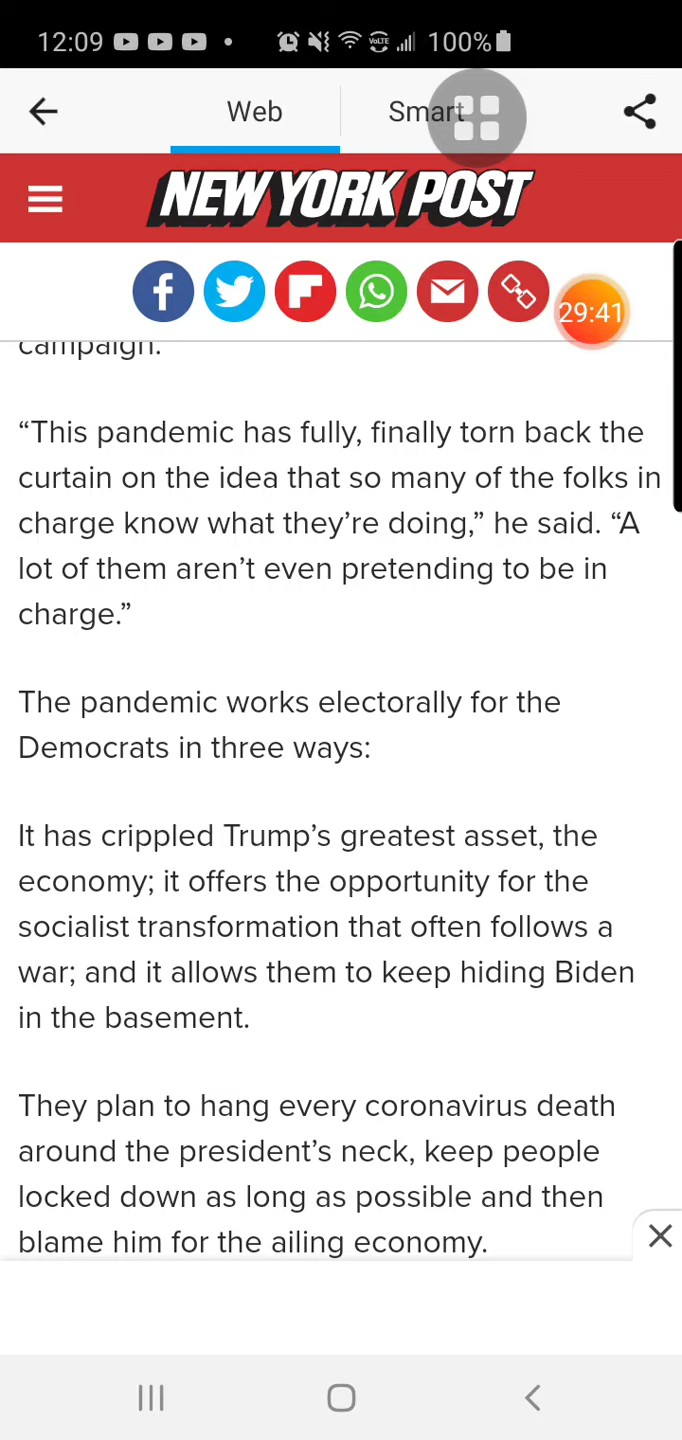 12:09
VoLTE
100%
Web
Smart
NEW YORK POST
29:41
campaign.
“This pandemic has fully, finally torn back the
curtain on the idea that so many of the folks in
charge know what they’re doing,” he said. “A
lot of them aren’t even pretending to be in
charge.”
The pandemic works electorally for the
Democrats in three ways:
It has crippled Trump’s greatest asset, the
economy; it offers the opportunity for the
socialist transformation that often follows a
war; and it allows them to keep hiding Biden
in the basement.
They plan to hang every coronavirus death
around the president’s neck, keep people
locked down as long as possible and then
blame him for the ailing economy.